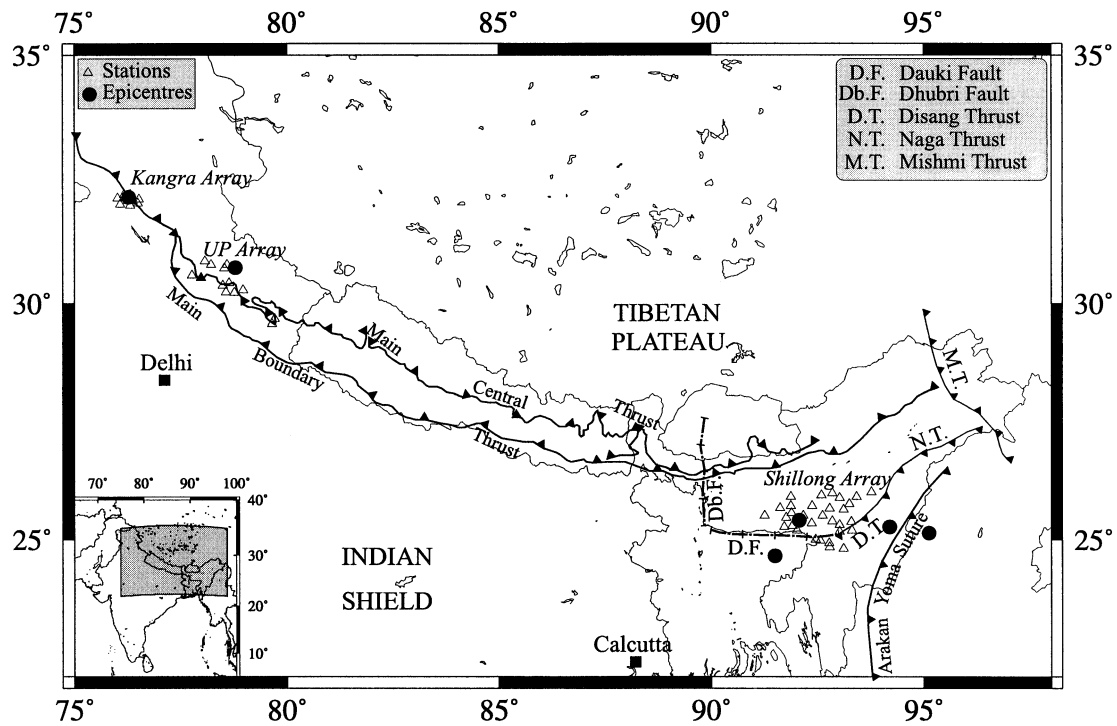 75° 80° 85° 90° 95°
35° 35°
Stations
Epicentres
D.F. Dauki Fault
Db.F. Dhubri Fault
D.T. Disang Thrust
N.T. Naga Thrust
M.T. Mishmi Thrust
Kangra Array
UP Array
30° 30°
TIBETAN
PLATEAU
Main
Boundary
Thrust
Main
Central
Thrust
M.T.
N.T.
Delhi
Shillong Array
Db.F.
D.F.
D.T.
Arakan Yoma Suture
25° 25°
INDIAN
SHIELD
Calcutta
70° 80° 90° 100°
40°
30°
20°
10°
75° 80° 85° 90° 95°